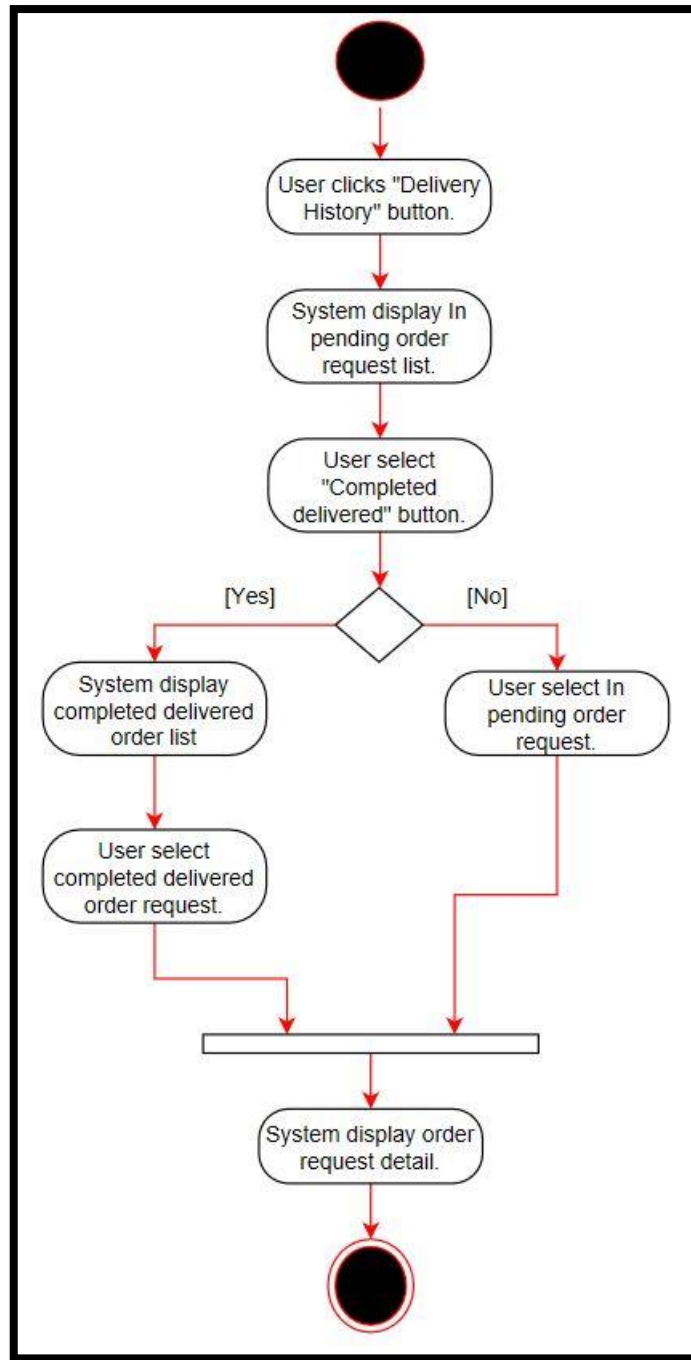 User clicks "Delivery
History" button.
System display In
pending order
request list.
User select
"Completed
delivered" button.
[Yes]
[No]
System display
completed delivered
order list
User select In
pending order
request.
User select
completed delivered
order request.
System display order
request detail.